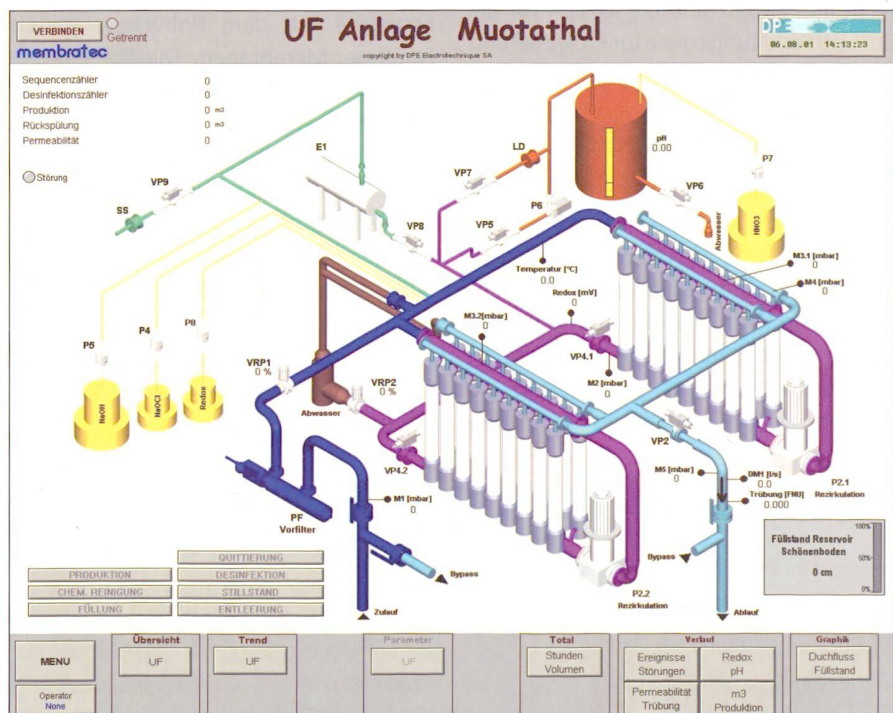 VERBINDEN
Getrennt
membratec
UF Anlage Muotathal
copyright by DPE Electrotechnique SA
DPE
06.08.01 14:13:23
Sequencenzähler 0
Desinfektionszähler 0
Produktion 0 m3
Rückspülung 0 m3
Permeabilität 0
Störung
SS
VP9
E1
VP8
VP7
LD
VP5
P6
pH
0.00
VP6
Abwasser
P7
HNO3
Temperatur [°C]
0.0
Redox [mV]
0
M3.1 [mbar]
0
M4 [mbar]
0
M3.2[mbar]
0
P5
P4
P8
NaOH
NaOCl
Redox
VRP1
0 %
Abwasser
VRP2
0 %
VP4.1
M2 [mbar]
0
VP4.2
VP2
M5 [mbar]
0
DM1 [l/s]
0.0
Trübung [FNU]
0.000
P2.1
Rezirkulation
PF
Vorfilter
M1 [mbar]
0
Bypass
Zulauf
P2.2
Rezirkulation
Bypass
Ablauf
Füllstand Reservoir
Schönenboden
0 cm
100%
50%
0%
QUITTIERUNG
PRODUKTION
DESINFEKTION
CHEM. REINIGUNG
STILLSTAND
FÜLLUNG
ENTLEERUNG
MENU
Operator
None
Übersicht
UF
Trend
UF
Parameter
UF
Total
Stunden
Volumen
Verlauf
Ereignisse
Störungen
Redox
pH
Permeabilität
Trübung
m3
Produktion
Graphik
Duchfluss
Füllstand